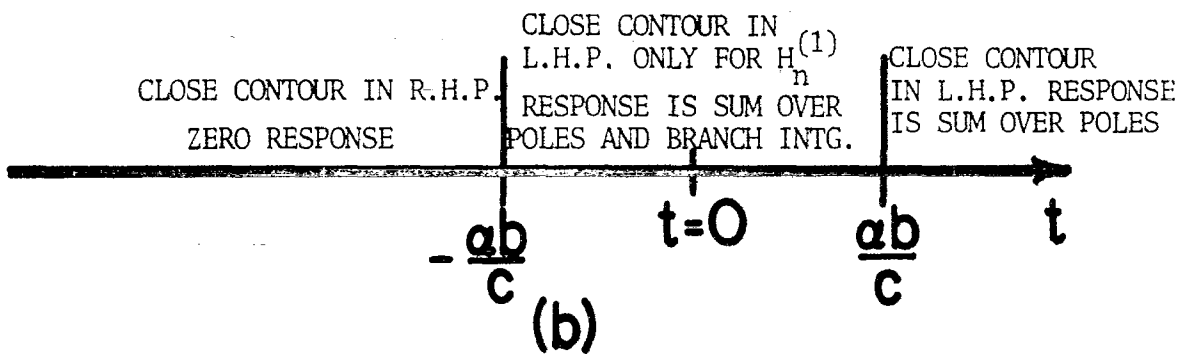 CLOSE CONTOUR IN R.H.P.
ZERO RESPONSE
CLOSE CONTOUR IN
L.H.P. ONLY FOR H_n^(1)
RESPONSE IS SUM OVER
POLES AND BRANCH INTG.
CLOSE CONTOUR
IN L.H.P. RESPONSE
IS SUM OVER POLES
- αb/c
t=0
αb/c
t
(b)